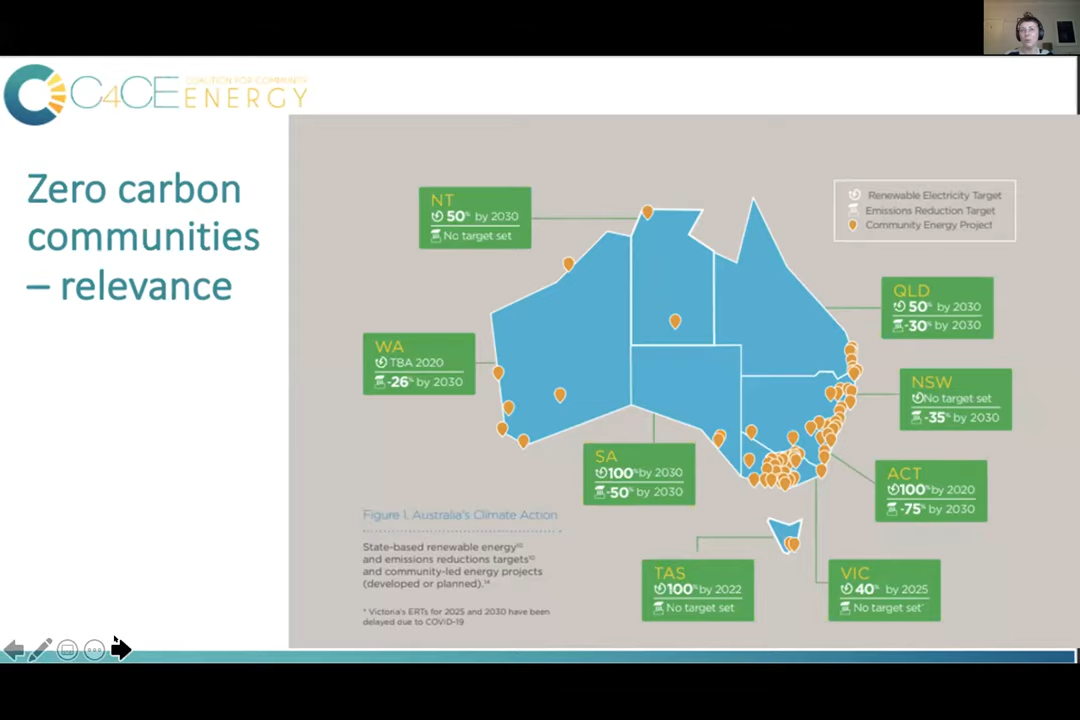 C4CE COALITION FOR COMMUNITY
ENERGY
Zero carbon
communities
– relevance
NT
50% by 2030
No target set
Renewable Electricity Target
Emissions Reduction Target
Community Energy Project
QLD
50% by 2030
-30% by 2030
WA
TBA 2020
-26% by 2030
NSW
No target set
-35% by 2030
SA
100% by 2030
-50% by 2030
ACT
100% by 2020
-75% by 2030
Figure 1. Australia's Climate Action
State-based renewable energy
and emissions reductions targets
and community-led energy projects
(developed or planned).
* Victoria's ERTs for 2025 and 2030 have been
delayed due to COVID-19
TAS
100% by 2022
No target set
VIC
40% by 2025
No target set*